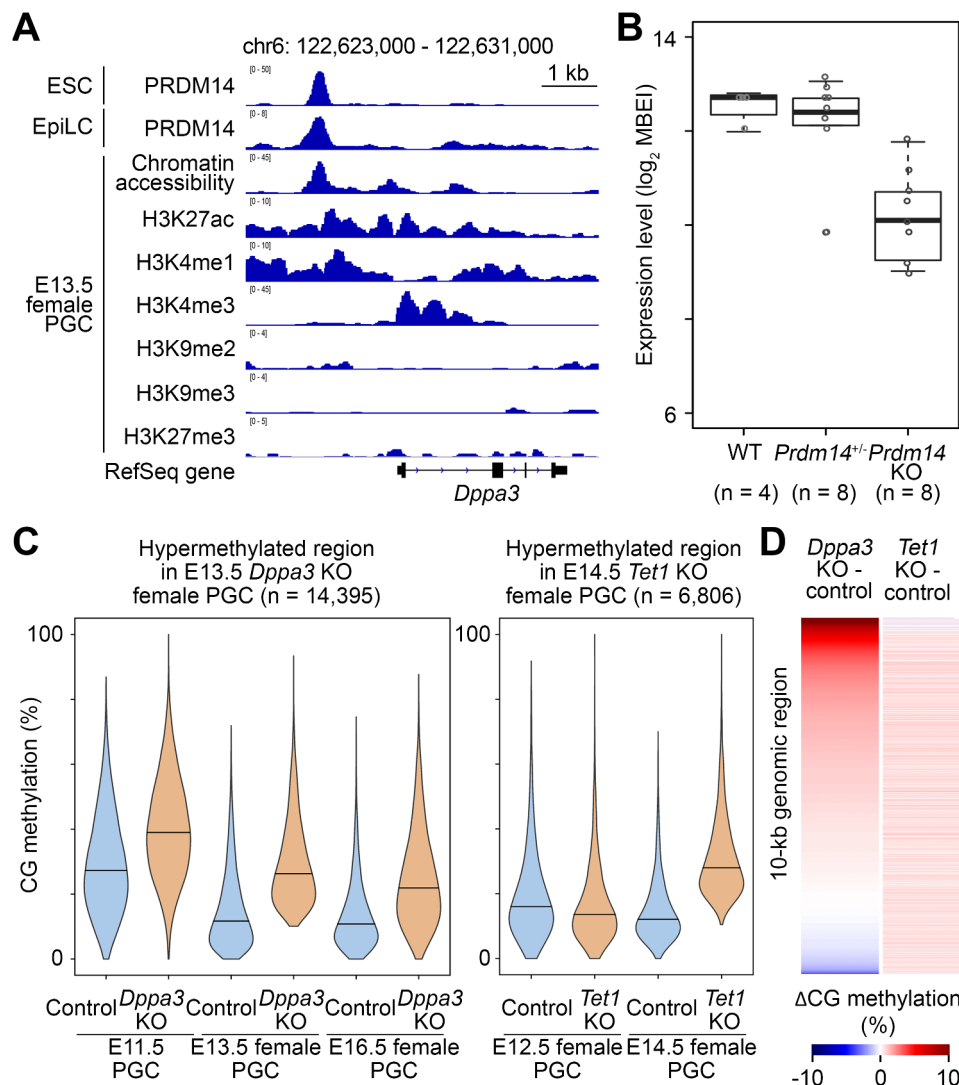 A
chr6: 122,623,000 - 122,631,000
1 kb
ESC
PRDM14
[0 - 50]
EpiLC
PRDM14
[0 - 8]
E13.5
female
PGC
Chromatin
accessibility
[0 - 45]
H3K27ac
[0 - 10]
H3K4me1
[0 - 10]
H3K4me3
[0 - 45]
H3K9me2
[0 - 4]
H3K9me3
[0 - 4]
H3K27me3
[0 - 5]
RefSeq gene
Dppa3
B
Expression level (log₂ MBEI)
14
6
WT
Prdm14⁺/⁻
Prdm14
KO
(n = 4)
(n = 8)
(n = 8)
C
Hypermethylated region
in E13.5 Dppa3 KO
female PGC (n = 14,395)
Hypermethylated region
in E14.5 Tet1 KO
female PGC (n = 6,806)
CG methylation (%)
100
0
100
0
Control
Dppa3
KO
Control
Dppa3
KO
Control
Dppa3
KO
E11.5
PGC
E13.5 female
PGC
E16.5 female
PGC
Control
Tet1
KO
Control
Tet1
KO
E12.5 female
PGC
E14.5 female
PGC
D
Dppa3
KO -
control
Tet1
KO -
control
10-kb genomic region
ΔCG methylation
(%)
-10
0
10